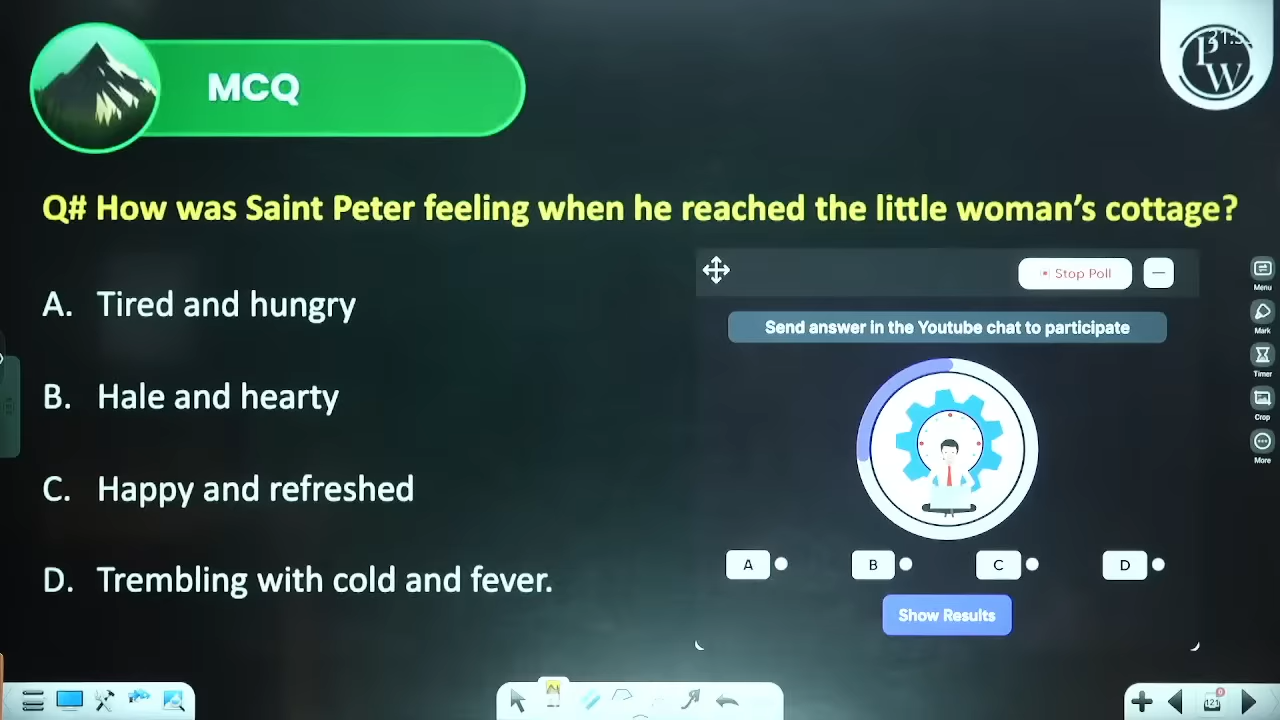 MCQ
PW
Q# How was Saint Peter feeling when he reached the little woman's cottage?
A. Tired and hungry
B. Hale and hearty
C. Happy and refreshed
D. Trembling with cold and fever.
Stop Poll
Send answer in the Youtube chat to participate
A B C D
Show Results
Menu
Mark
Timer
Crop
More
121